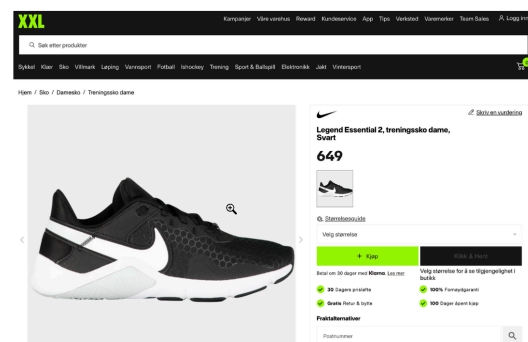 XXL
Kampanjer Våre varehus Reward Kundeservice App Tips Verksted Varemerker Team Sales Logg inn
Søk etter produkter
Sykkel Klær Sko Villmark Løping Vannsport Fotball Ishockey Trening Sport & Ballspill Elektronikk Jakt Vintersport
Hjem / Sko / Damesko / Treningssko dame
Skriv en vurdering
Legend Essential 2, treningssko dame,
Svart
649
Størrelsesguide
Velg størrelse
+ Kjøp
Klikk & Hent
Betal om 30 dager med Klarna. Les mer
Velg størrelse for å se tilgjengelighet i
butikk
30 Dagers prisløfte
100% Fornøydgaranti
Gratis Retur & bytte
100 Dager åpent kjøp
Fraktalternativer
Postnummer